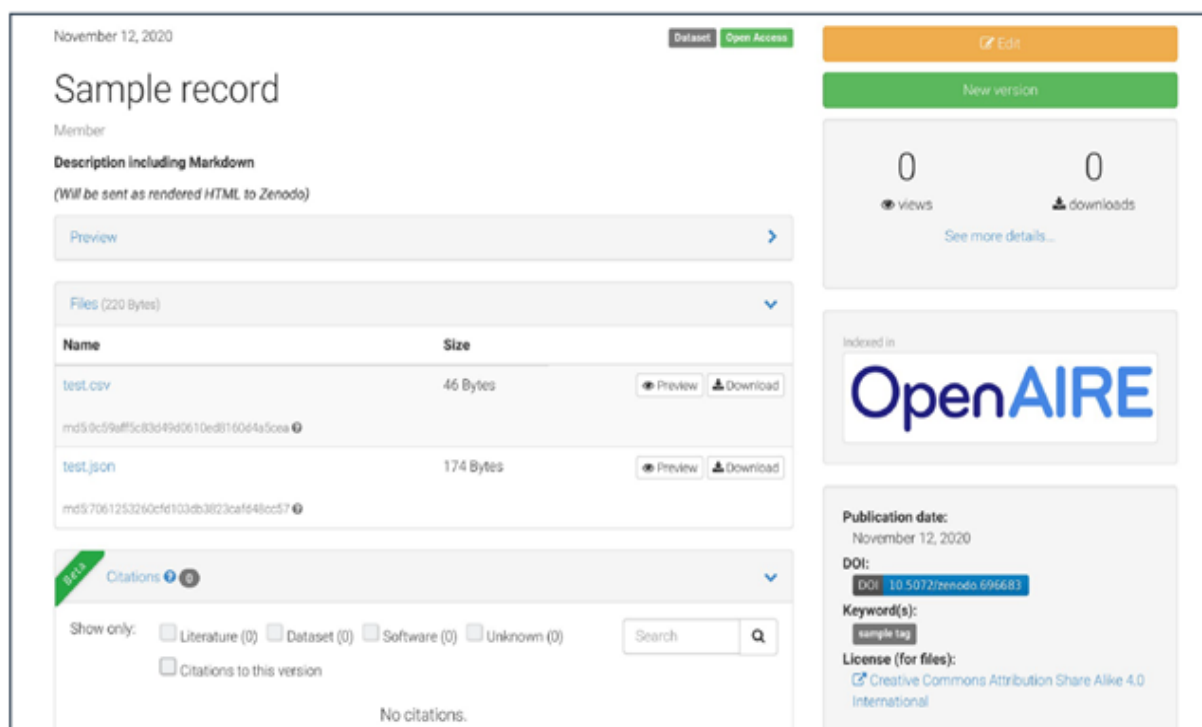 November 12, 2020
Dataset Open Access
Sample record
Member
Description including Markdown
(Will be sent as rendered HTML to Zenodo)
Preview
Files (220 Bytes)
Name Size
test.csv 46 Bytes Preview Download
md5:0c59aff5c83d49d0610ed8160d4a5cea
test.json 174 Bytes Preview Download
md5:7061253260cfd103db3823cafd48cc57
Beta
Citations 0
Show only: Literature (0) Dataset (0) Software (0) Unknown (0) Search
Citations to this version
No citations.
Edit
New version
0 0
views downloads
See more details...
Indexed in
OpenAIRE
Publication date:
November 12, 2020
DOI:
DOI 10.5072/zenodo.696683
Keyword(s):
sample tag
License (for files):
Creative Commons Attribution Share Alike 4.0
International